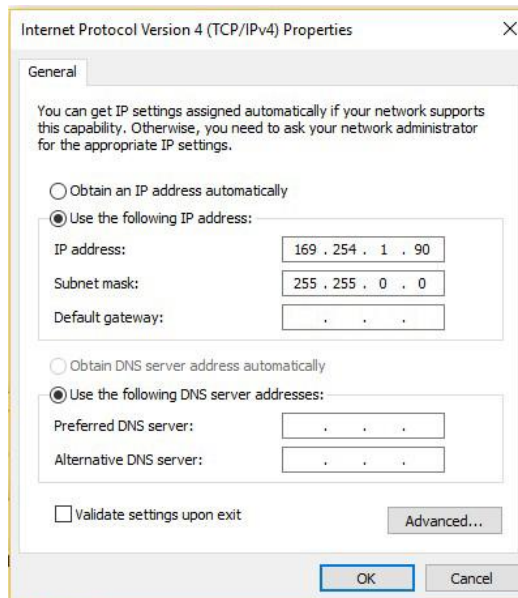 Internet Protocol Version 4 (TCP/IPv4) Properties
General
You can get IP settings assigned automatically if your network supports
this capability. Otherwise, you need to ask your network administrator
for the appropriate IP settings.
Obtain an IP address automatically
Use the following IP address:
IP address: 169 . 254 . 1 . 90
Subnet mask: 255 . 255 . 0 . 0
Default gateway: . . .
Obtain DNS server address automatically
Use the following DNS server addresses:
Preferred DNS server: . . .
Alternative DNS server: . . .
Validate settings upon exit
Advanced...
OK Cancel